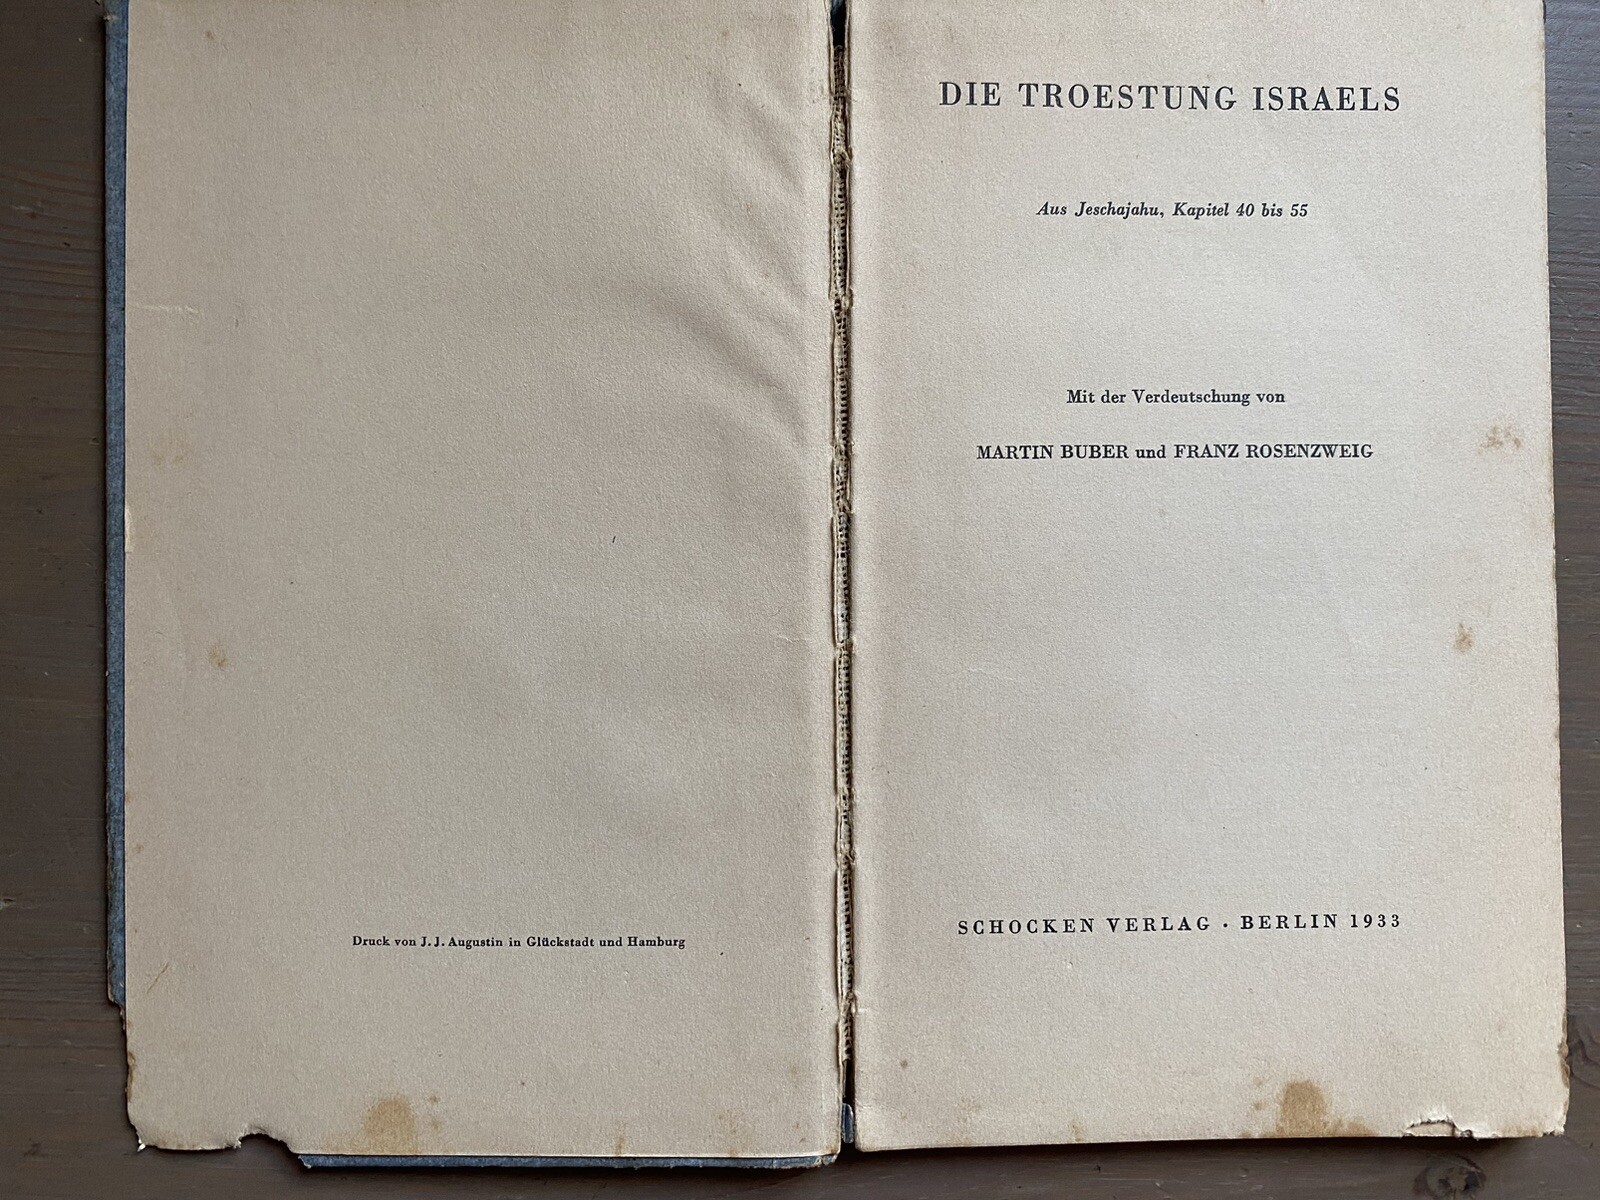 Druck von J. J. Augustin in Glückstadt und Hamburg
DIE TROESTUNG ISRAELS
Aus Jeschajahu, Kapitel 40 bis 55
Mit der Verdeutschung von
MARTIN BUBER und FRANZ ROSENZWEIG
SCHOCKEN VERLAG · BERLIN 1933